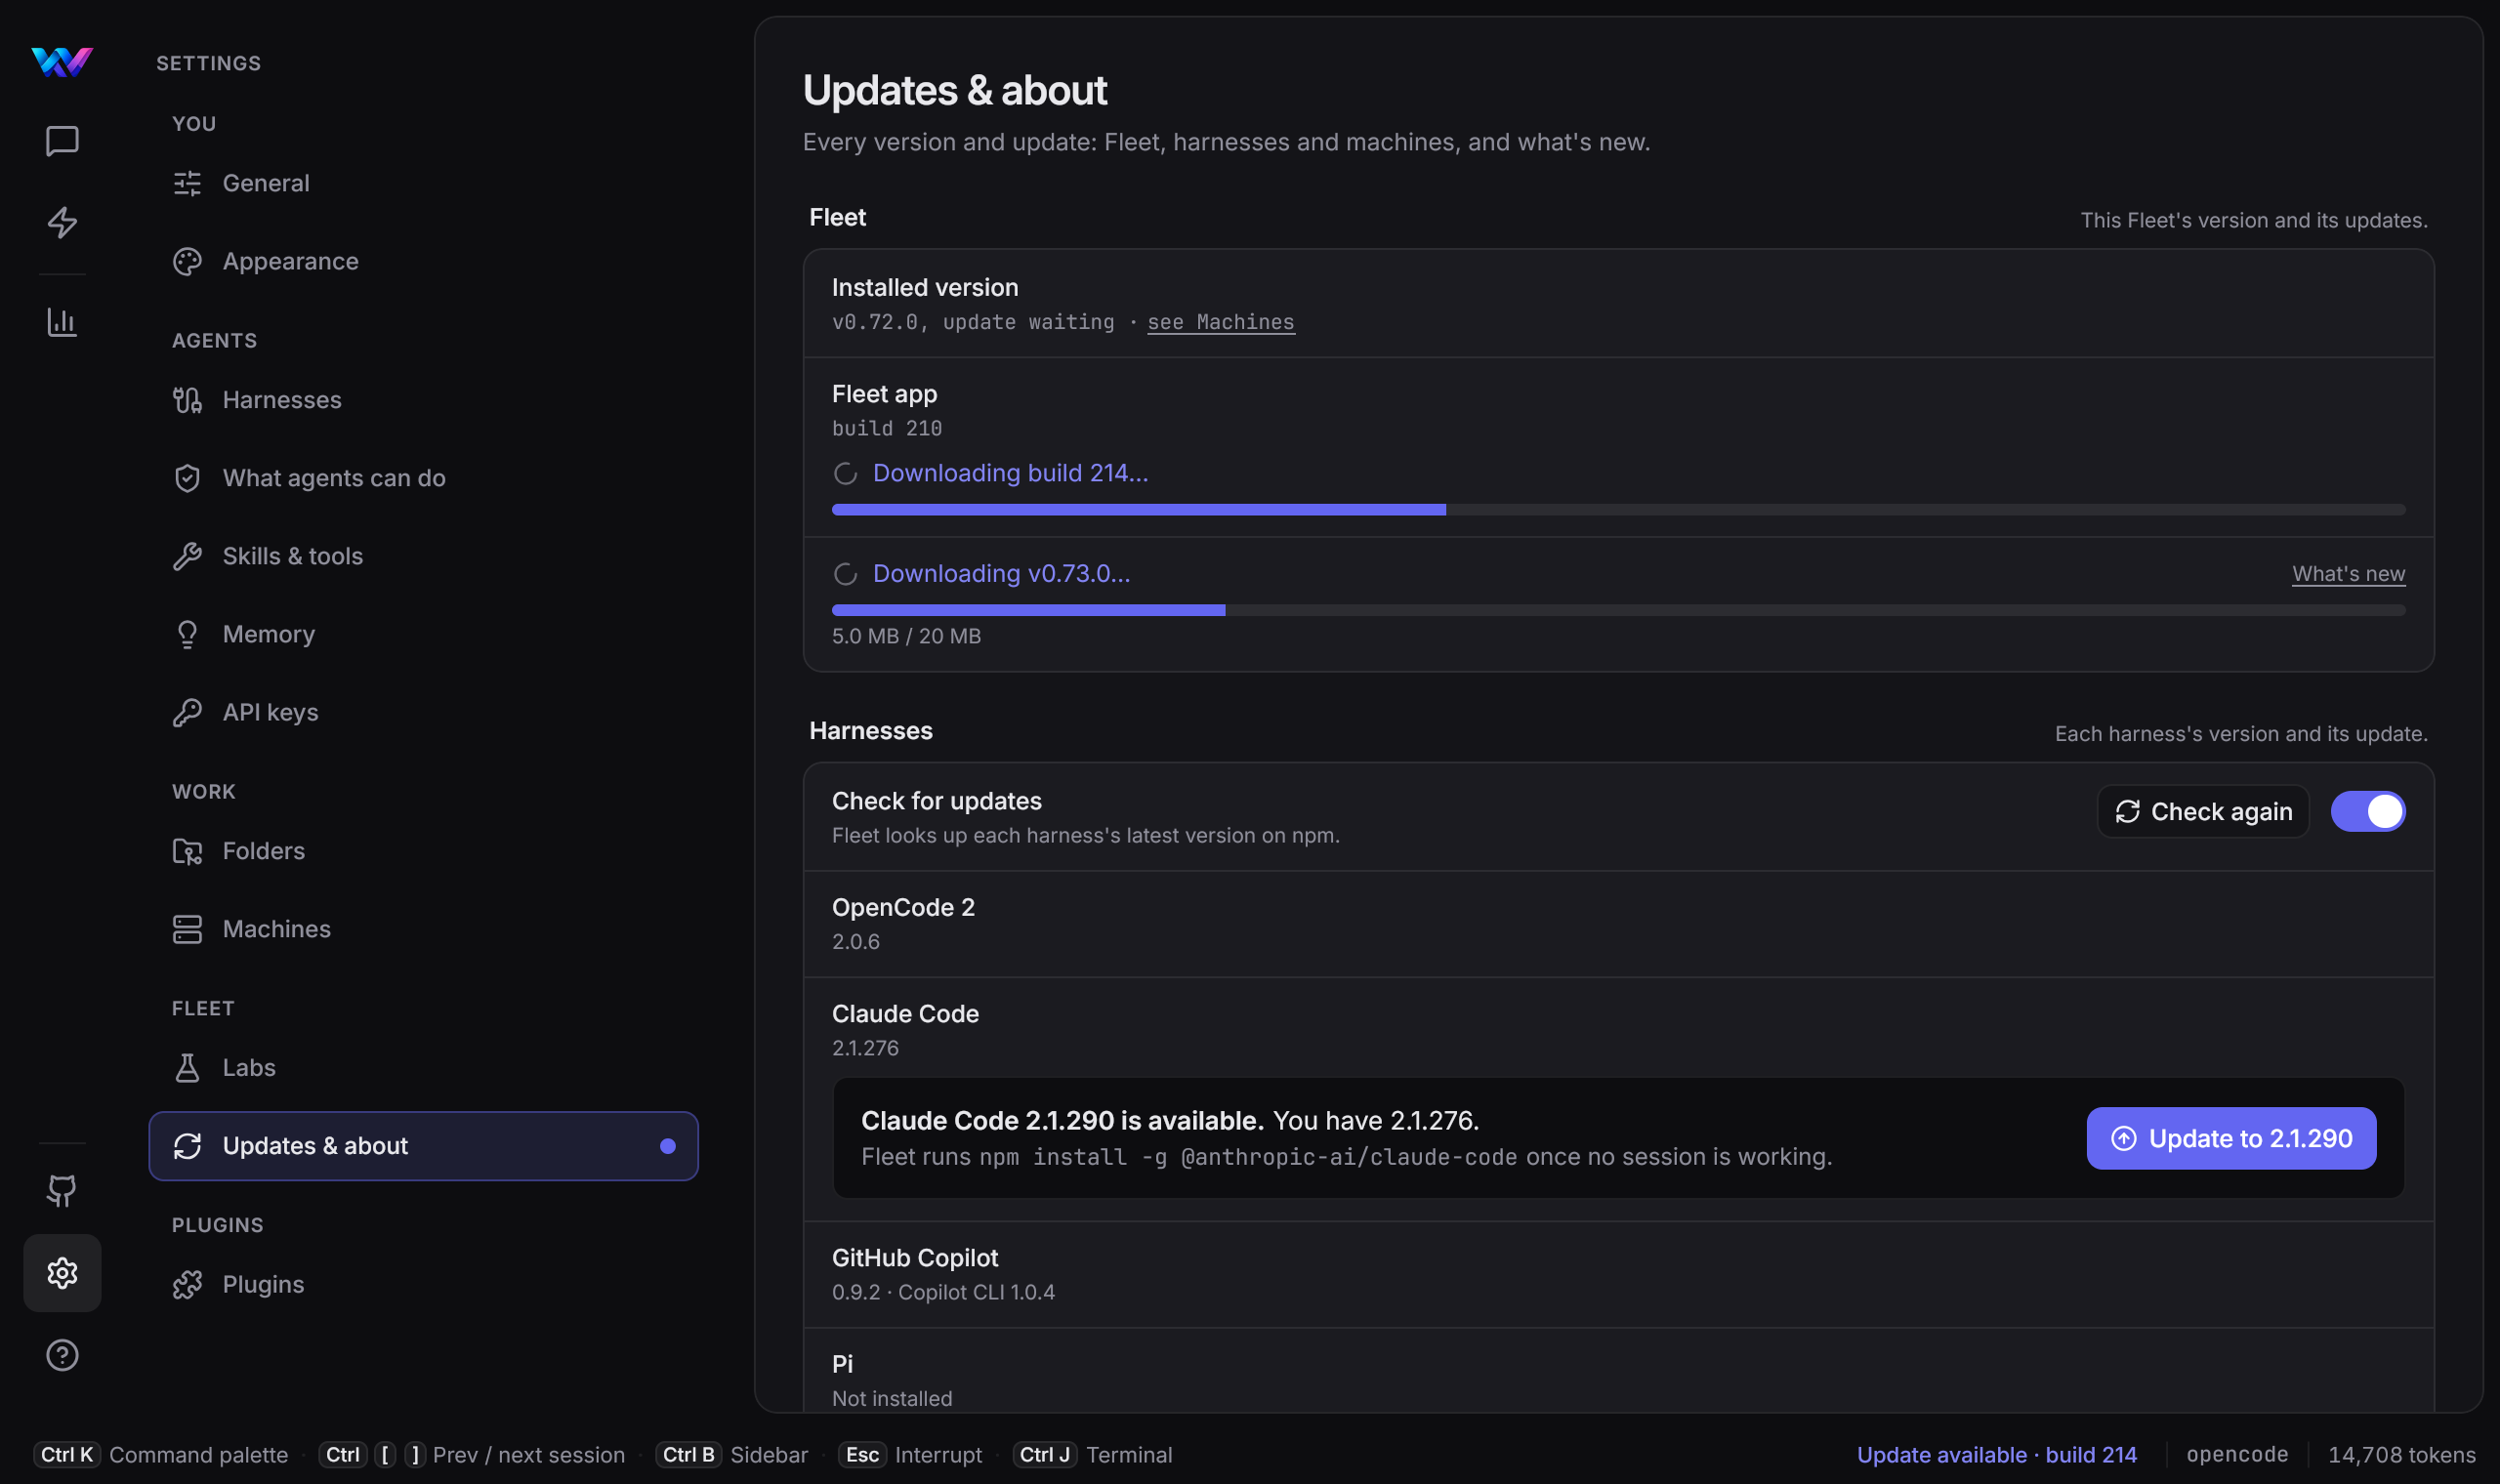 SETTINGS
YOU
General
Appearance
AGENTS
Harnesses
What agents can do
Skills & tools
Memory
API keys
WORK
Folders
Machines
FLEET
Labs
Updates & about
PLUGINS
Plugins
Updates & about
Every version and update: Fleet, harnesses and machines, and what's new.
Fleet
This Fleet's version and its updates.
Installed version
v0.72.0, update waiting · see Machines
Fleet app
build 210
Downloading build 214...
Downloading v0.73.0...
What's new
5.0 MB / 20 MB
Harnesses
Each harness's version and its update.
Check for updates
Fleet looks up each harness's latest version on npm.
Check again
OpenCode 2
2.0.6
Claude Code
2.1.276
Claude Code 2.1.290 is available. You have 2.1.276.
Fleet runs npm install -g @anthropic-ai/claude-code once no session is working.
Update to 2.1.290
GitHub Copilot
0.9.2 · Copilot CLI 1.0.4
Pi
Not installed
Ctrl K Command palette · Ctrl [ ] Prev / next session · Ctrl B Sidebar · Esc Interrupt · Ctrl J Terminal
Update available · build 214
opencode
14,708 tokens